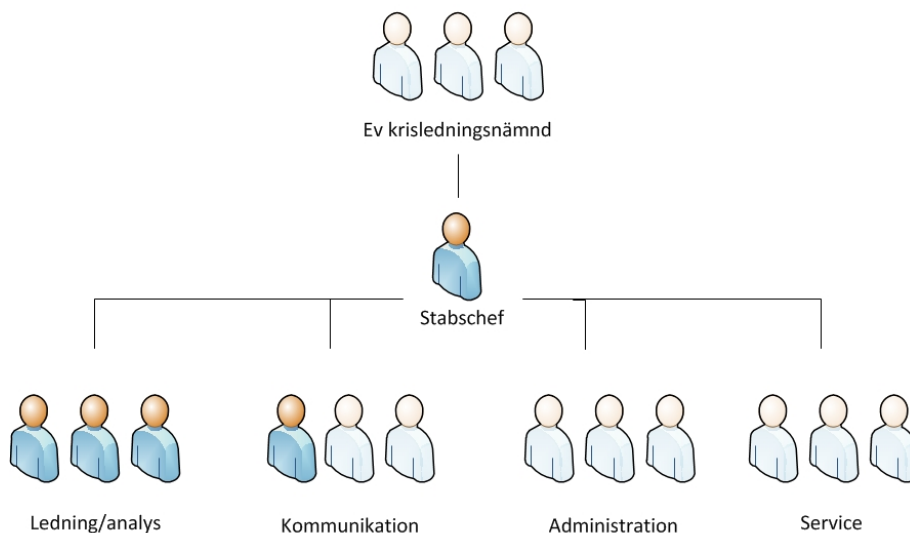 Ev krisledningsnämnd
Stabschef
Ledning/analys
Kommunikation
Administration
Service